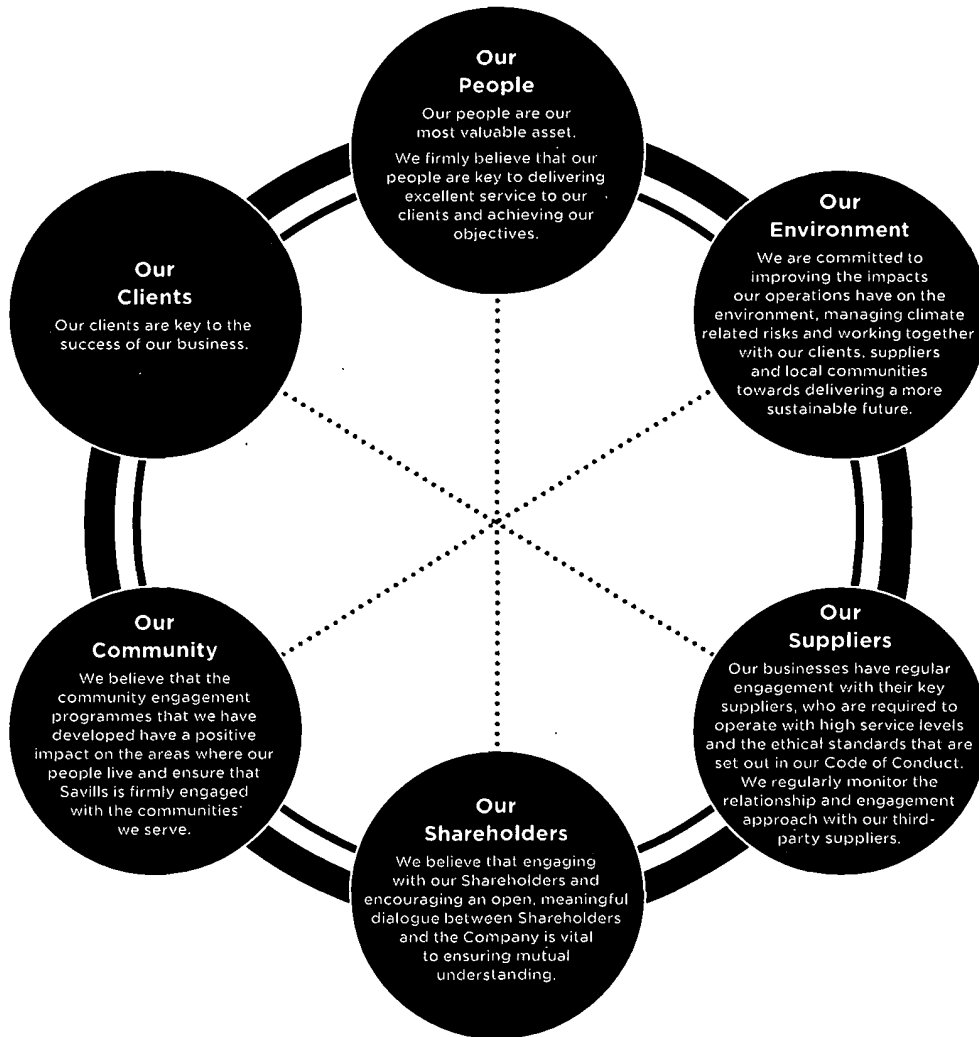 Our
People
Our people are our
most valuable asset.
We firmly believe that our
people are key to delivering
excellent service to our
clients and achieving our
objectives.
Our
Environment
We are committed to
improving the impacts
our operations have on the
environment, managing climate
related risks and working together
with our clients, suppliers
and local communities
towards delivering a more
sustainable future.
Our
Suppliers
Our businesses have regular
engagement with their key
suppliers, who are required to
operate with high service levels
and the ethical standards that are
set out in our Code of Conduct.
We regularly monitor the
relationship and engagement
approach with our third-
party suppliers.
Our
Shareholders
We believe that engaging
with our Shareholders and
encouraging an open, meaningful
dialogue between Shareholders
and the Company is vital
to ensuring mutual
understanding.
Our
Community
We believe that the
community engagement
programmes that we have
developed have a positive
impact on the areas where our
people live and ensure that
Savills is firmly engaged
with the communities
we serve.
Our
Clients
Our clients are key to the
success of our business.